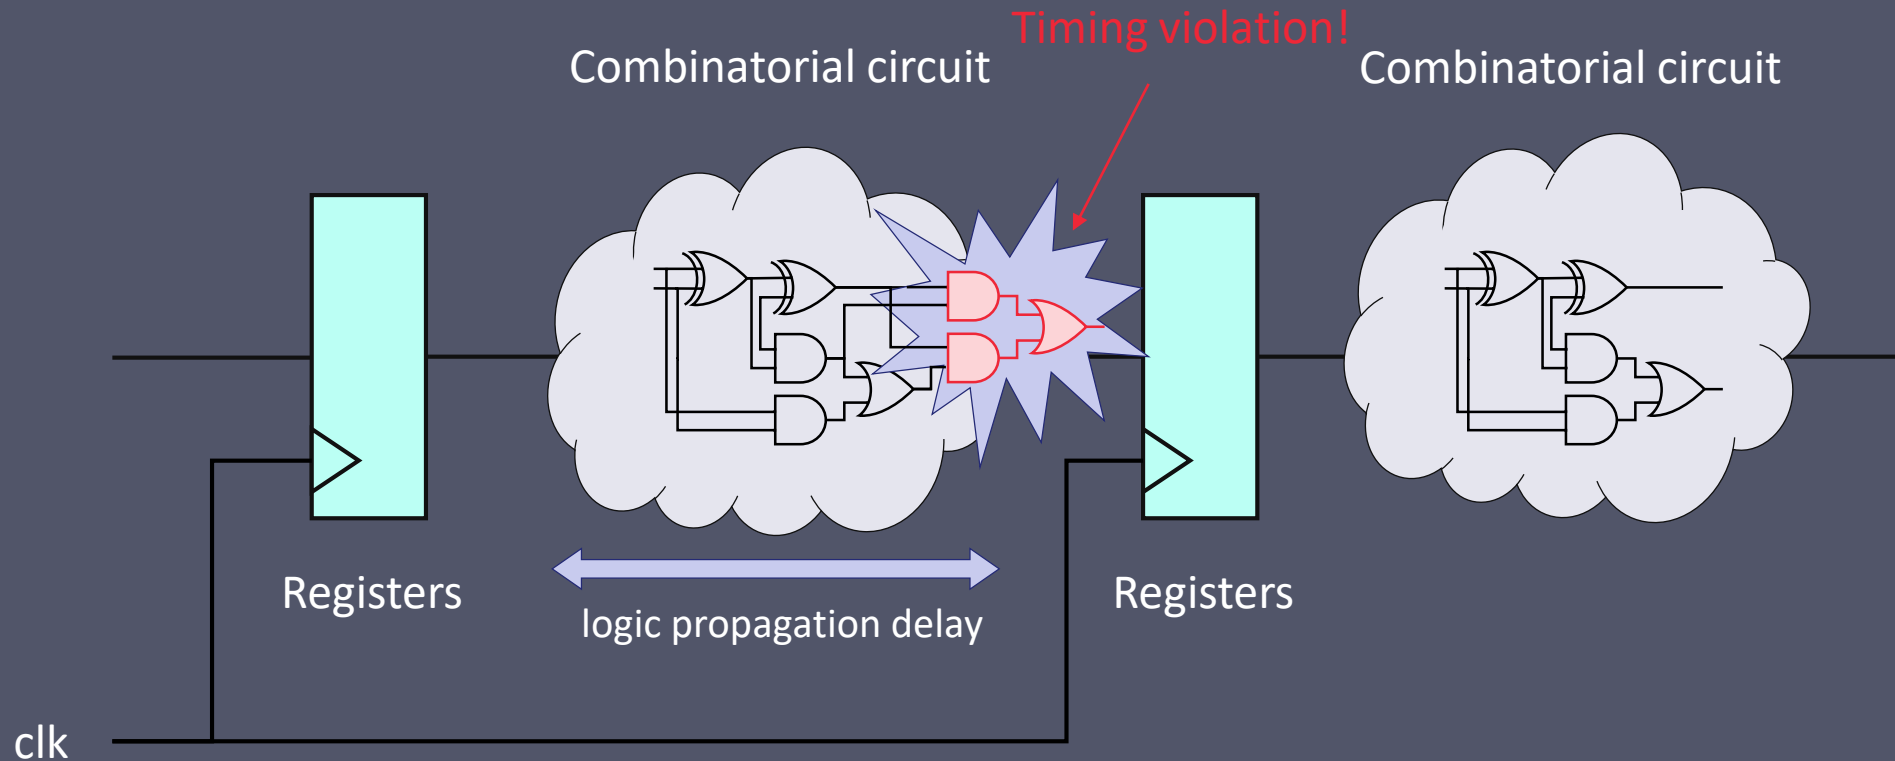 Timing violation!
Combinatorial circuit
Combinatorial circuit
Registers
Registers
logic propagation delay
clk